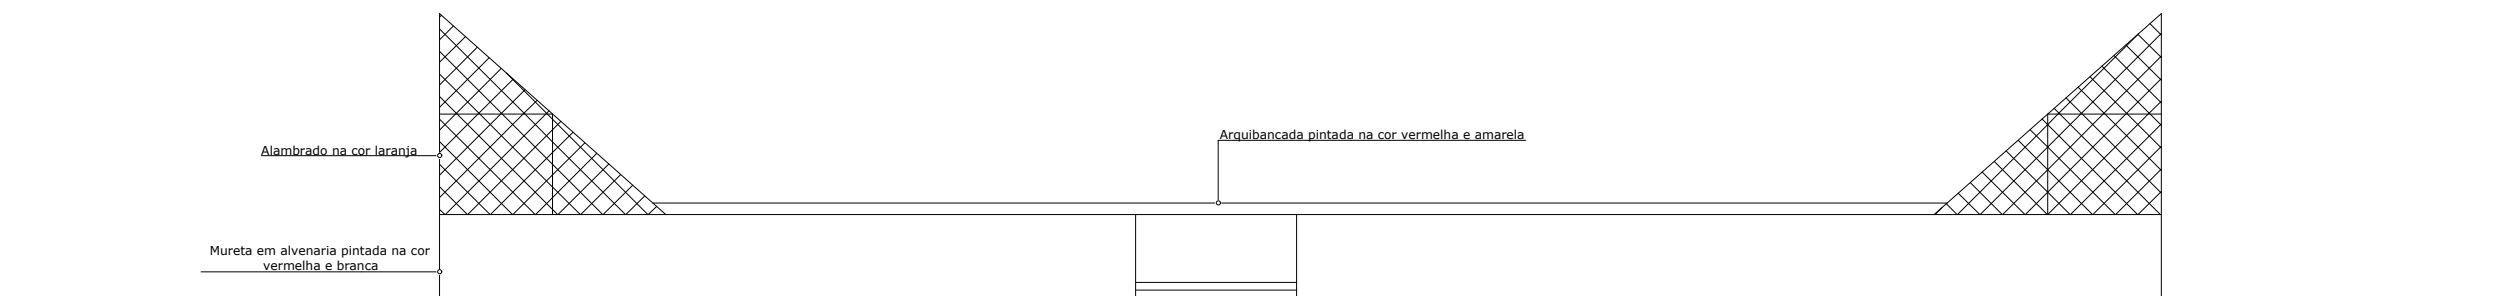 Arquibancada pintada na cor vermelha e amarela
Alambrado na cor laranja
Mureta em alvenaria pintada na cor
vermelha e branca